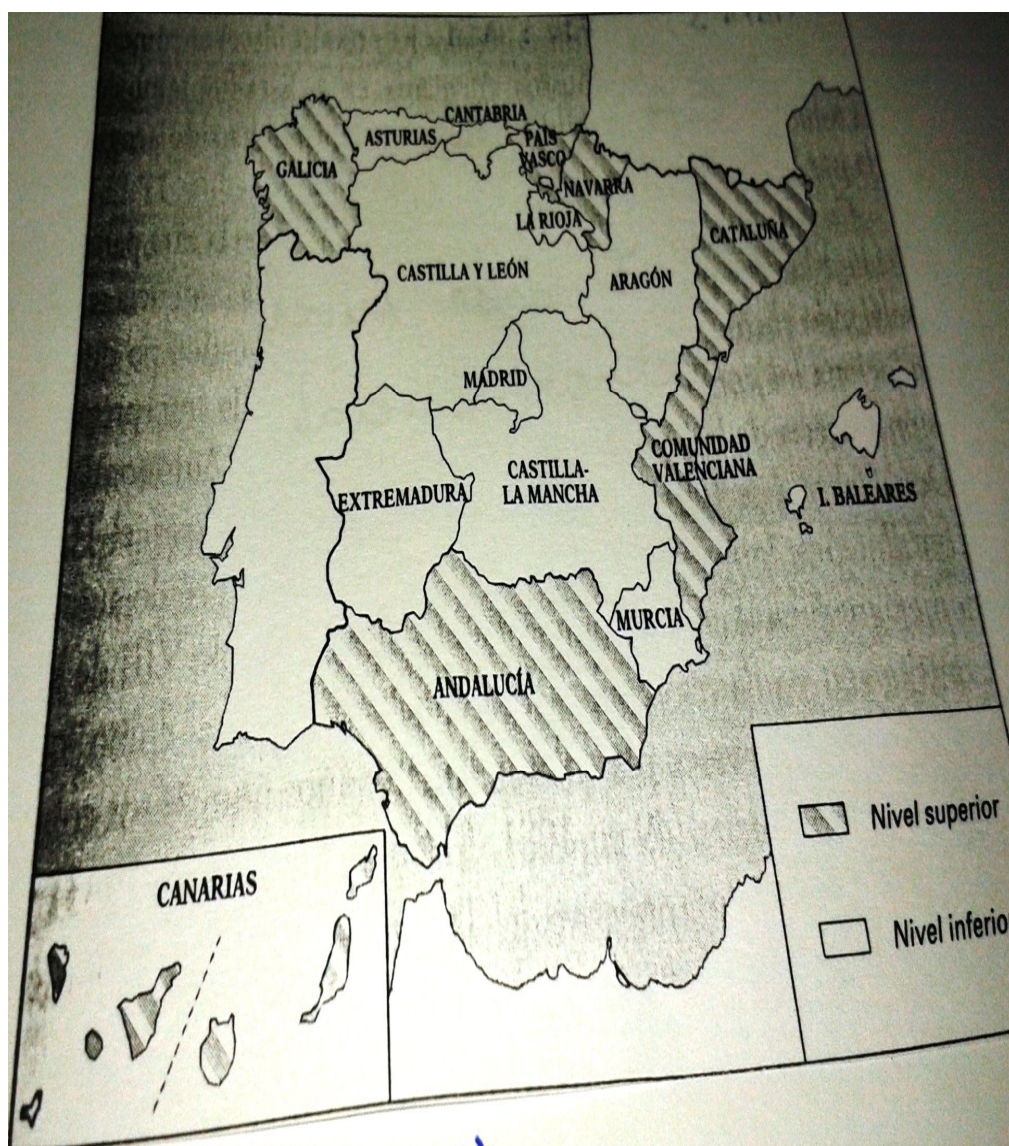 CANTABRIA
ASTURIAS
PAÍS
VASCO
GALICIA
NAVARRA
LA RIOJA
CATALUÑA
CASTILLA Y LEÓN
ARAGÓN
MADRID
COMUNIDAD
VALENCIANA
CASTILLA-
LA MANCHA
EXTREMADURA
I. BALEARES
MURCIA
ANDALUCÍA
CANARIAS
Nivel superior
Nivel inferio